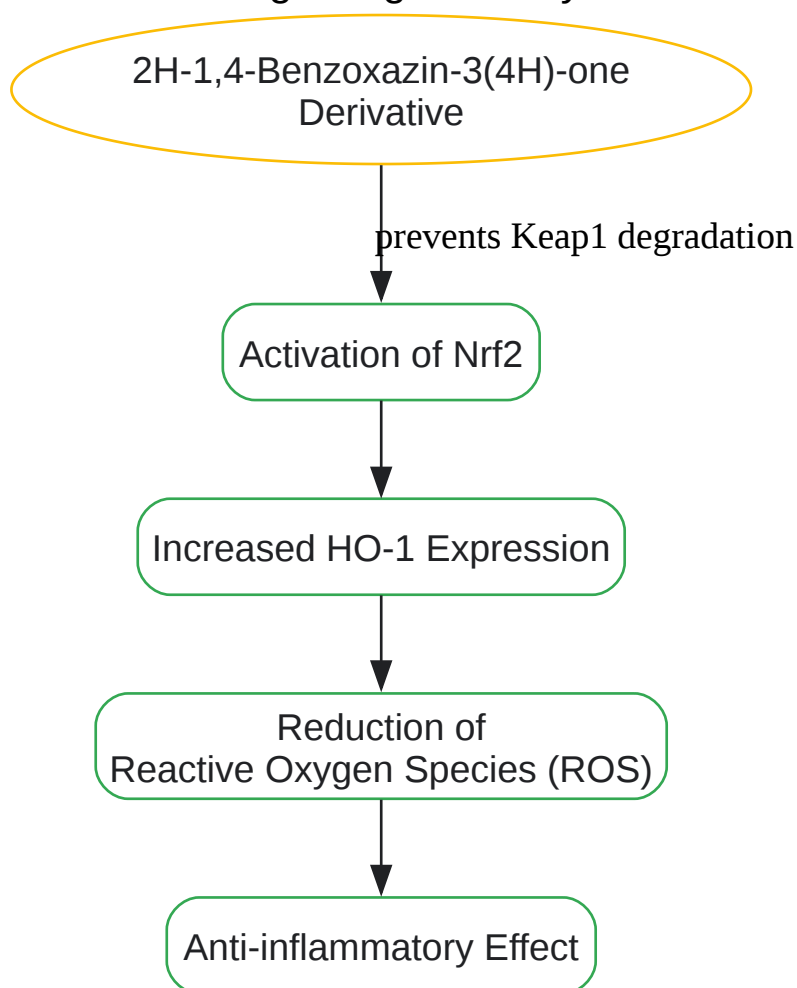 2H-1,4-Benzoxazin-3(4H)-one
Derivative
prevents Keap1 degradation
Activation of Nrf2
Increased HO-1 Expression
Reduction of
Reactive Oxygen Species (ROS)
Anti-inflammatory Effect